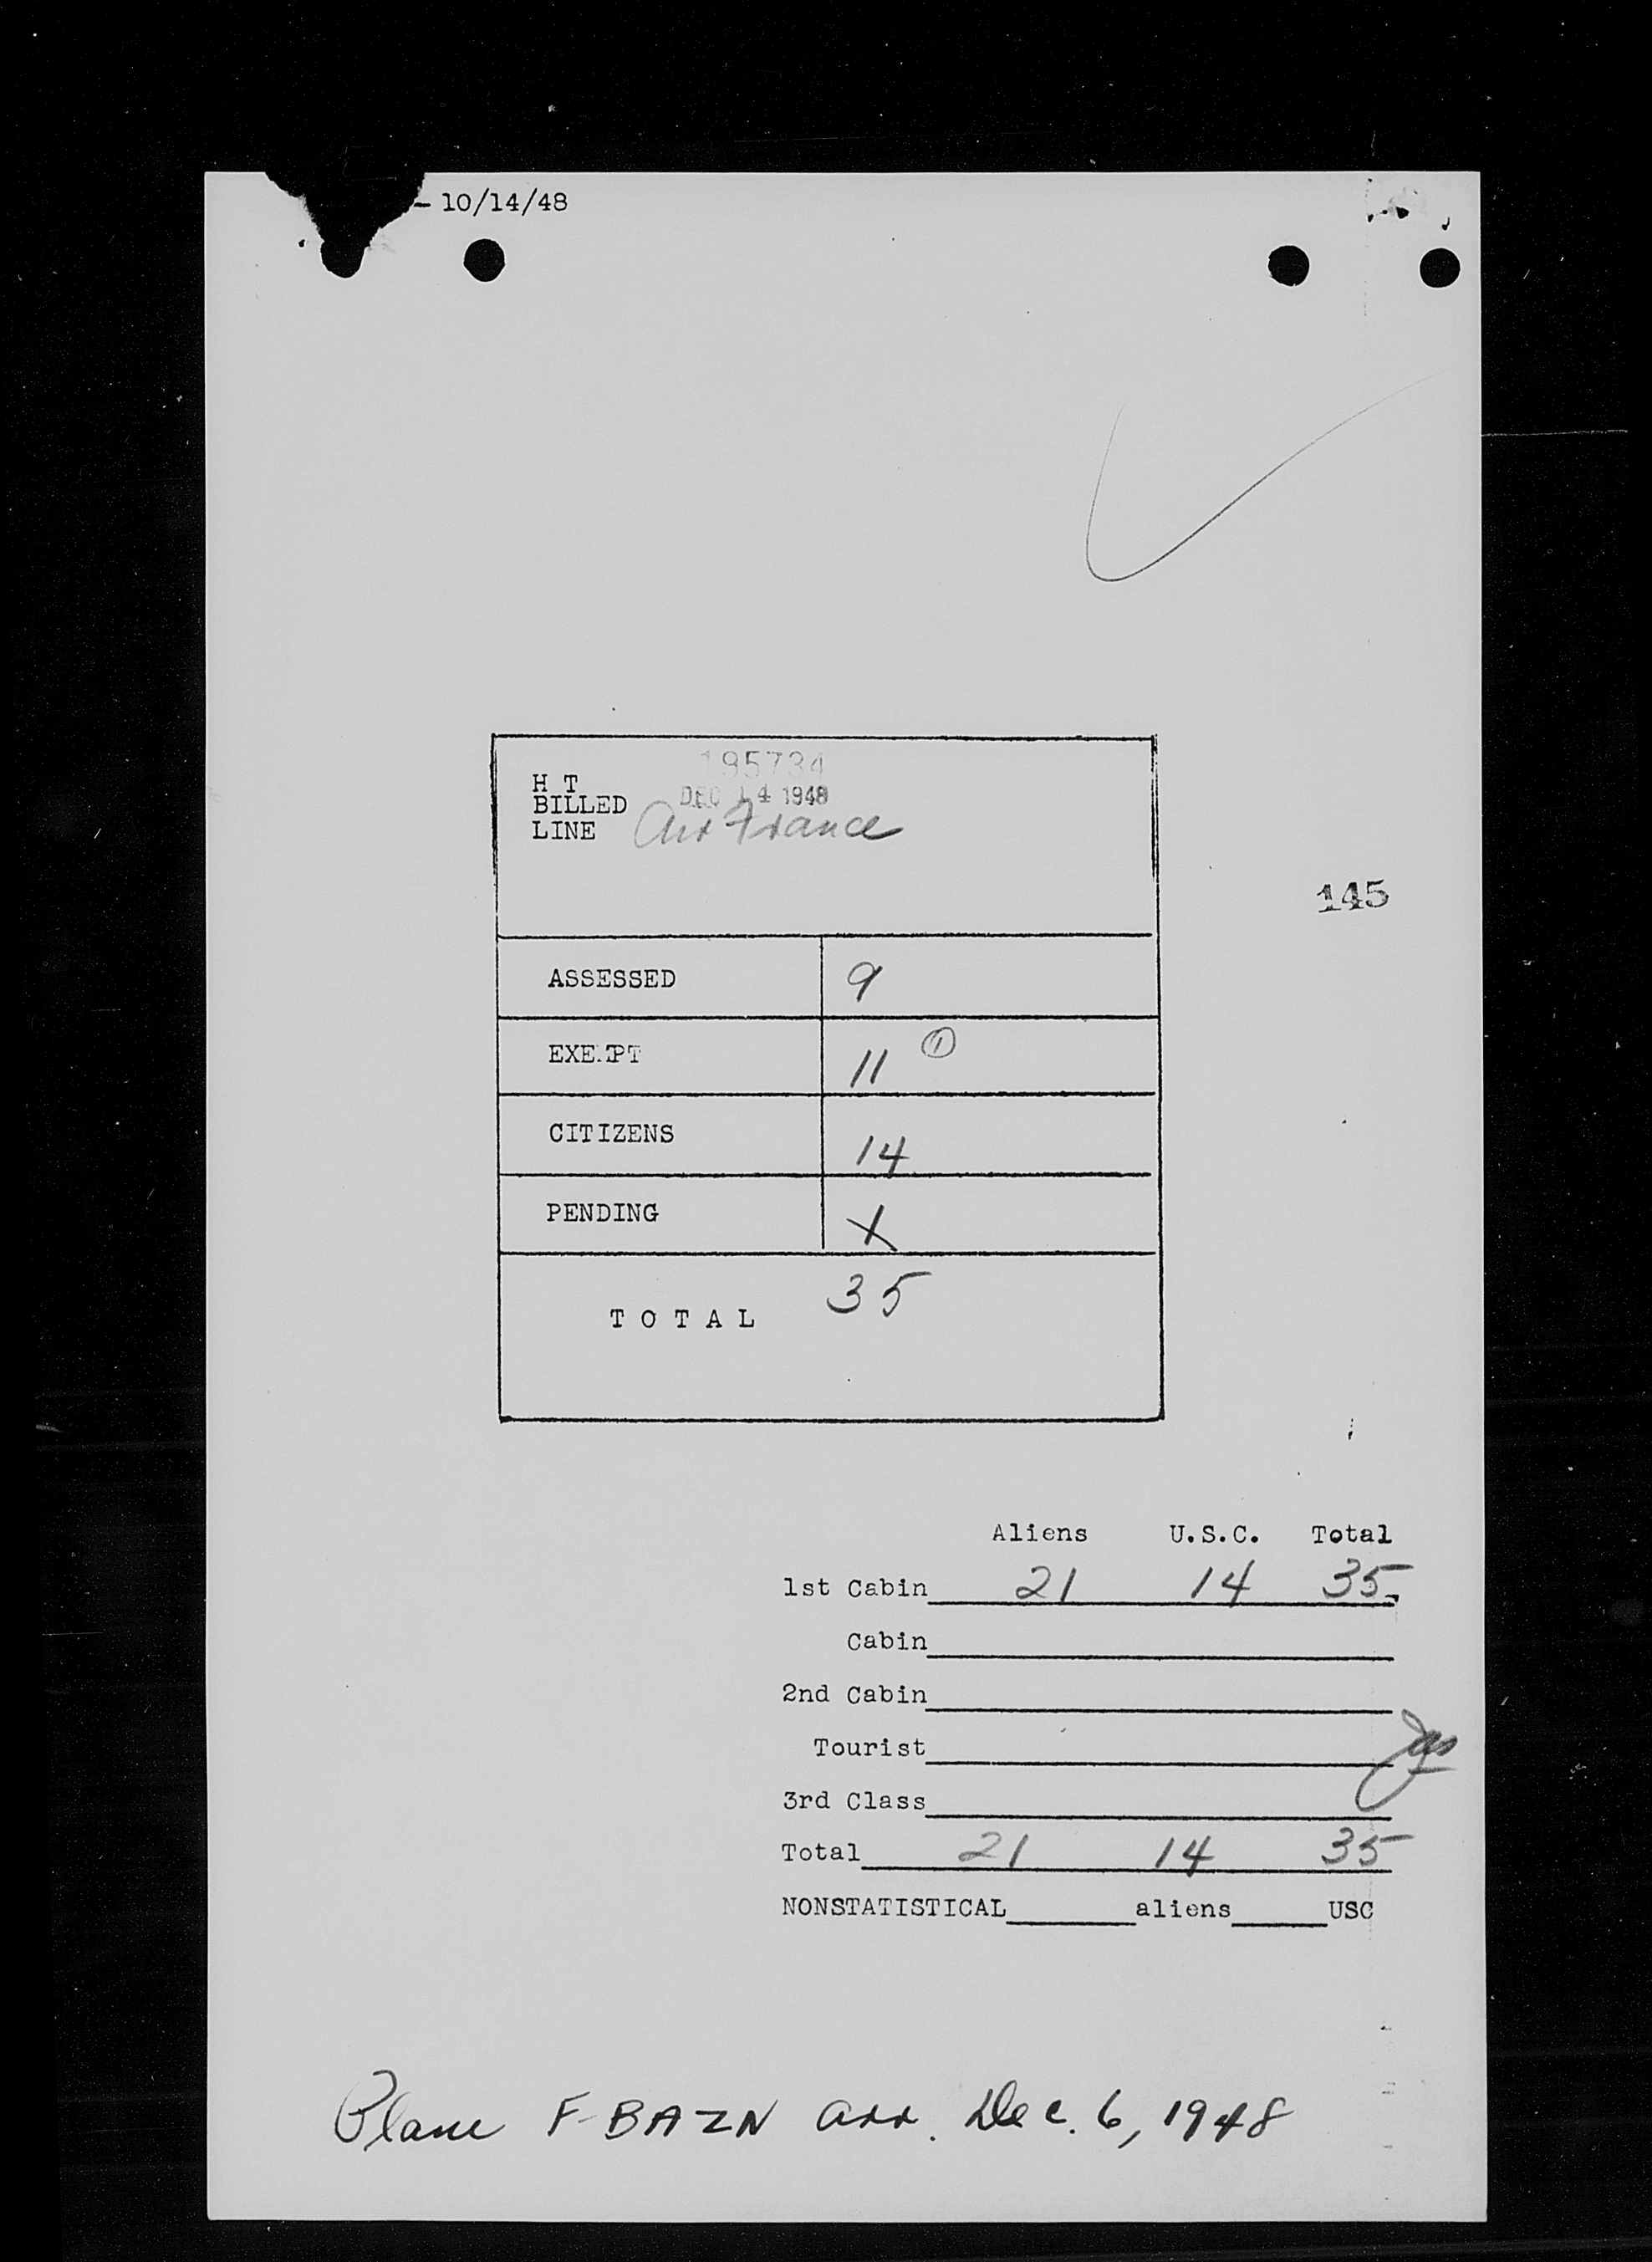 - 10/14/48
195734
H T
BILLED DEC 14 1948
LINE Air France
145
ASSESSED 9
EXEMPT 11 (1)
CITIZENS 14
PENDING X
TOTAL 35
Aliens U.S.C. Total
1st Cabin 21 14 35
Cabin
2nd Cabin
Tourist
3rd Class
Total 21 14 35
NONSTATISTICAL aliens USC
Plane F-BAZN arr. Dec. 6, 1948